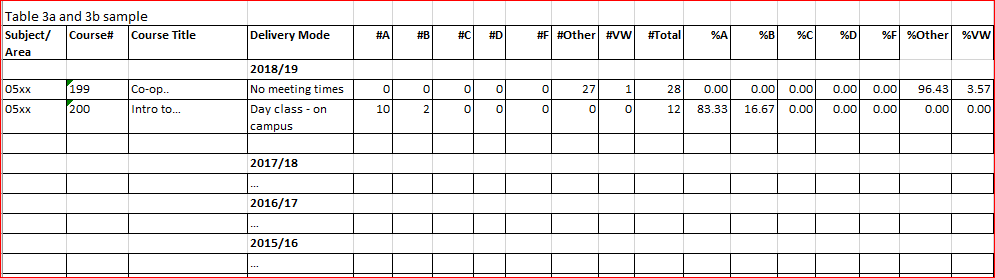 Table 3a and 3b sample
Subject/ Course# Course Title Delivery Mode #A #B #C #D #F #Other #VW #Total %A %B %C %D %F %Other %VW
Area
2018/19
05xx 199 Co-op.. No meeting times 0 0 0 0 0 27 1 28 0.00 0.00 0.00 0.00 0.00 96.43 3.57
05xx 200 Intro to... Day class - on 10 2 0 0 0 0 0 12 83.33 16.67 0.00 0.00 0.00 0.00 0.00
campus
2017/18
...
2016/17
...
2015/16
...